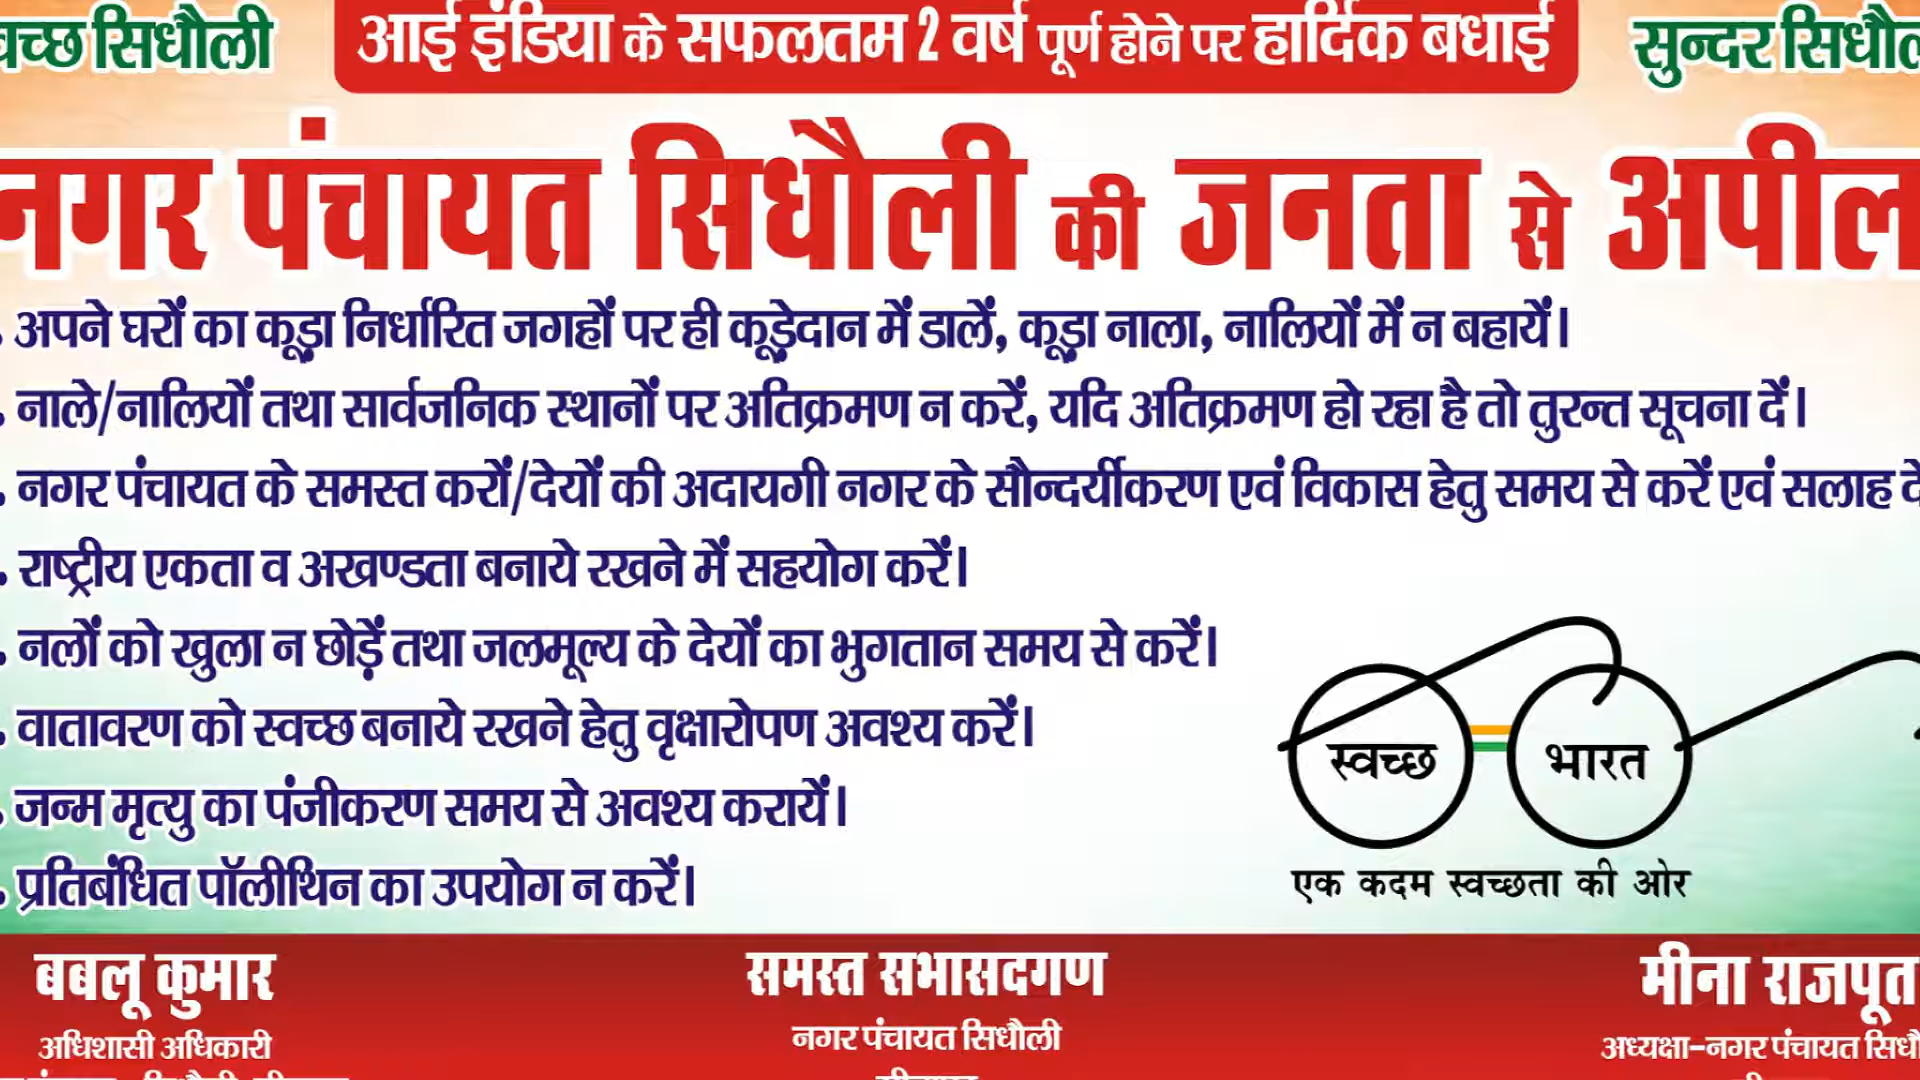 स्वच्छ सिधौली
आई इंडिया के सफलतम 2 वर्ष पूर्ण होने पर हार्दिक बधाई
सुन्दर सिधौली
नगर पंचायत सिधौली की जनता से अपील
. अपने घरों का कूड़ा निर्धारित जगहों पर ही कूड़ेदान में डालें, कूड़ा नाला, नालियों में न बहायें।
. नाले/नालियों तथा सार्वजनिक स्थानों पर अतिक्रमण न करें, यदि अतिक्रमण हो रहा है तो तुरन्त सूचना दें।
. नगर पंचायत के समस्त करों/देयों की अदायगी नगर के सौन्दर्यीकरण एवं विकास हेतु समय से करें एवं सलाह दें
. राष्ट्रीय एकता व अखण्डता बनाये रखने में सहयोग करें।
. नलों को खुला न छोड़ें तथा जलमूल्य के देयों का भुगतान समय से करें।
. वातावरण को स्वच्छ बनाये रखने हेतु वृक्षारोपण अवश्य करें।
. जन्म मृत्यु का पंजीकरण समय से अवश्य करायें।
. प्रतिबंधित पॉलीथिन का उपयोग न करें।
स्वच्छ भारत
एक कदम स्वच्छता की ओर
बबलू कुमार
अधिशासी अधिकारी
समस्त सभासदगण
नगर पंचायत सिधौली
मीना राजपूत
अध्यक्षा-नगर पंचायत सिधौली